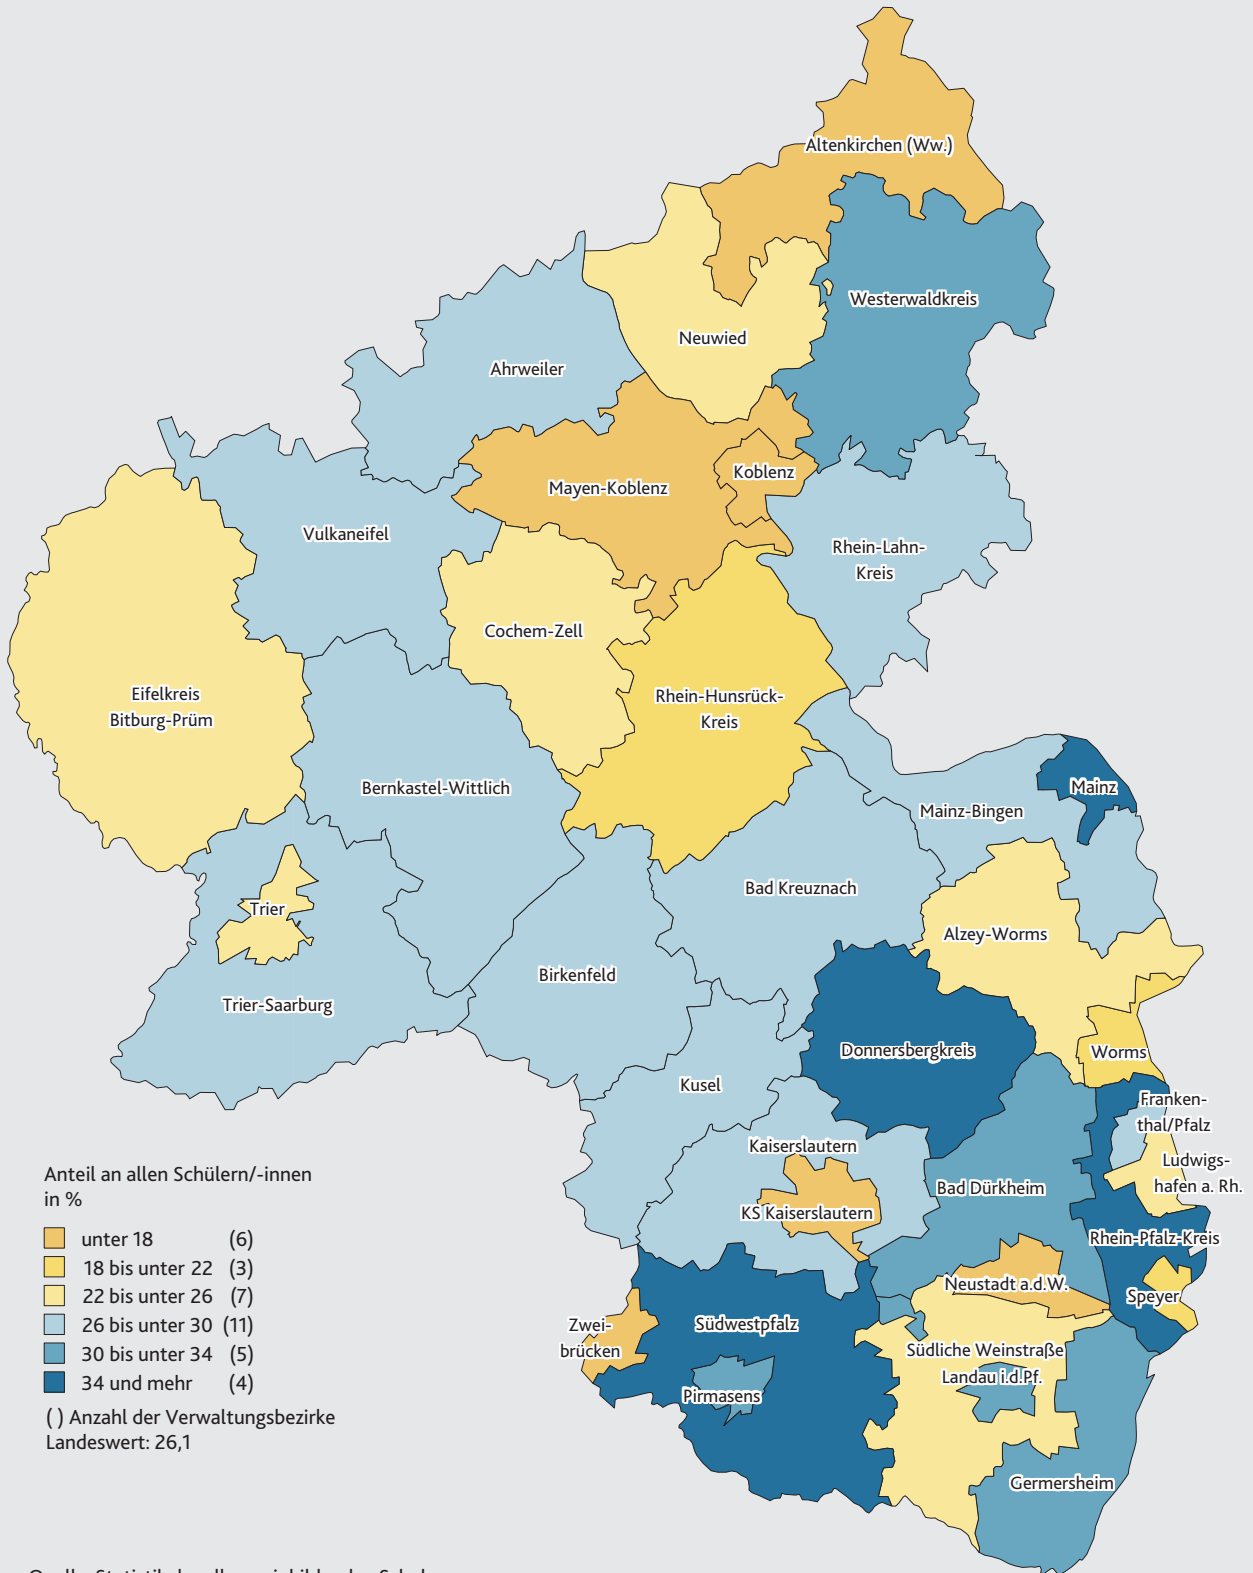 Altenkirchen (Ww.)
Westerwaldkreis
Neuwied
Ahrweiler
Koblenz
Mayen-Koblenz
Vulkaneifel
Rhein-Lahn-
Kreis
Cochem-Zell
Eifelkreis
Bitburg-Prüm
Rhein-Hunsrück-
Kreis
Bernkastel-Wittlich
Mainz
Mainz-Bingen
Bad Kreuznach
Trier
Alzey-Worms
Birkenfeld
Trier-Saarburg
Donnersbergkreis
Worms
Kusel
Franken-
thal/Pfalz
Kaiserslautern
Ludwigs-
hafen a. Rh.
Bad Dürkheim
KS Kaiserslautern
Rhein-Pfalz-Kreis
Neustadt a.d.W.
Speyer
Zwei-
brücken
Südwestpfalz
Südliche Weinstraße
Landau i.d.Pf.
Pirmasens
Germersheim
Anteil an allen Schülern/-innen
in %
unter 18 (6)
18 bis unter 22 (3)
22 bis unter 26 (7)
26 bis unter 30 (11)
30 bis unter 34 (5)
34 und mehr (4)
( ) Anzahl der Verwaltungsbezirke
Landeswert: 26,1